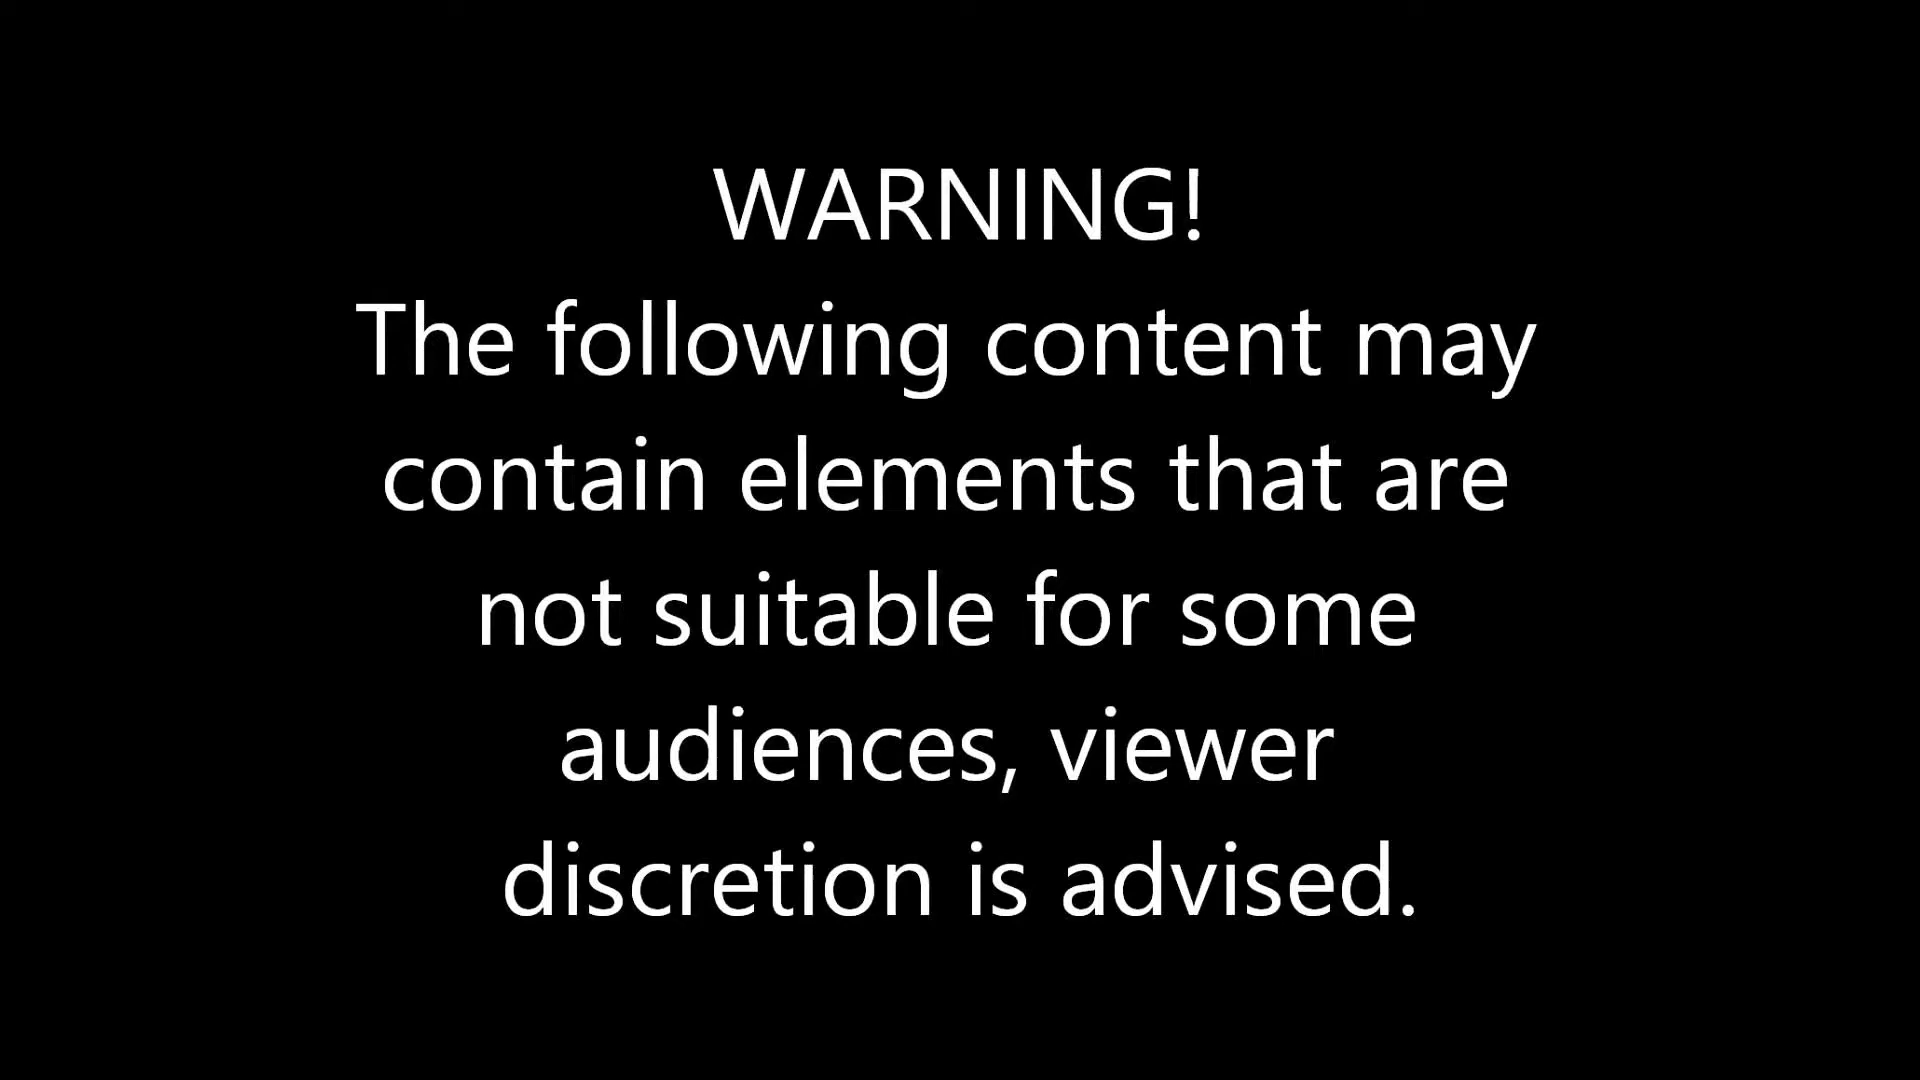 WARNING!
The following content may
contain elements that are
not suitable for some
audiences, viewer
discretion is advised.